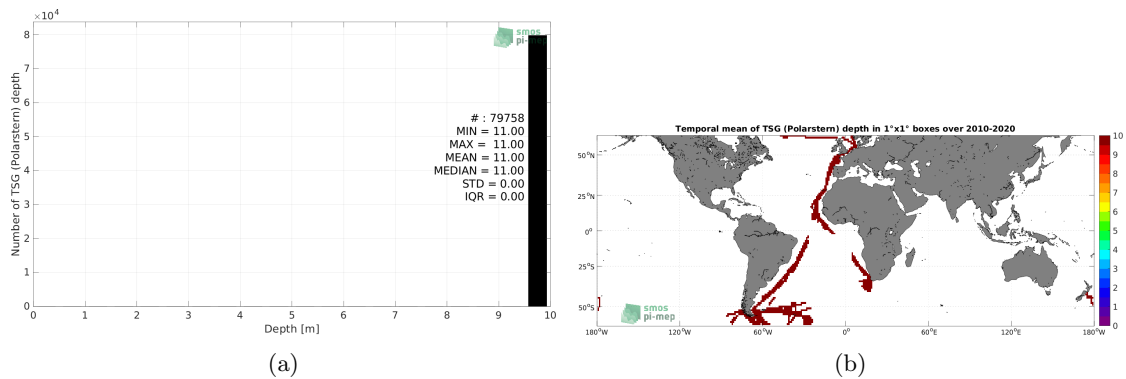 ×10⁴
8
7
6
5
4
3
2
1
0
Number of TSG (Polarstern) depth
smos
pi-mep
# : 79758
MIN = 11.00
MAX = 11.00
MEAN = 11.00
MEDIAN = 11.00
STD = 0.00
IQR = 0.00
0 1 2 3 4 5 6 7 8 9 10
Depth [m]
(a)
Temporal mean of TSG (Polarstern) depth in 1°x1° boxes over 2010-2020
50°N
25°N
0°
25°S
50°S
smos
pi-mep
180°W 120°W 60°W 0° 60°E 120°E 180°W
10
9
8
7
6
5
4
3
2
1
0
(b)